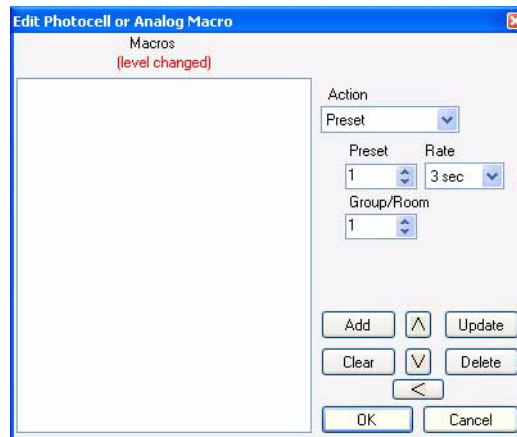 Edit Photocell or Analog Macro
Macros
(level changed)
Action
Preset
Preset Rate
1 3 sec
Group/Room
1
Add Λ Update
Clear V Delete
<
OK Cancel